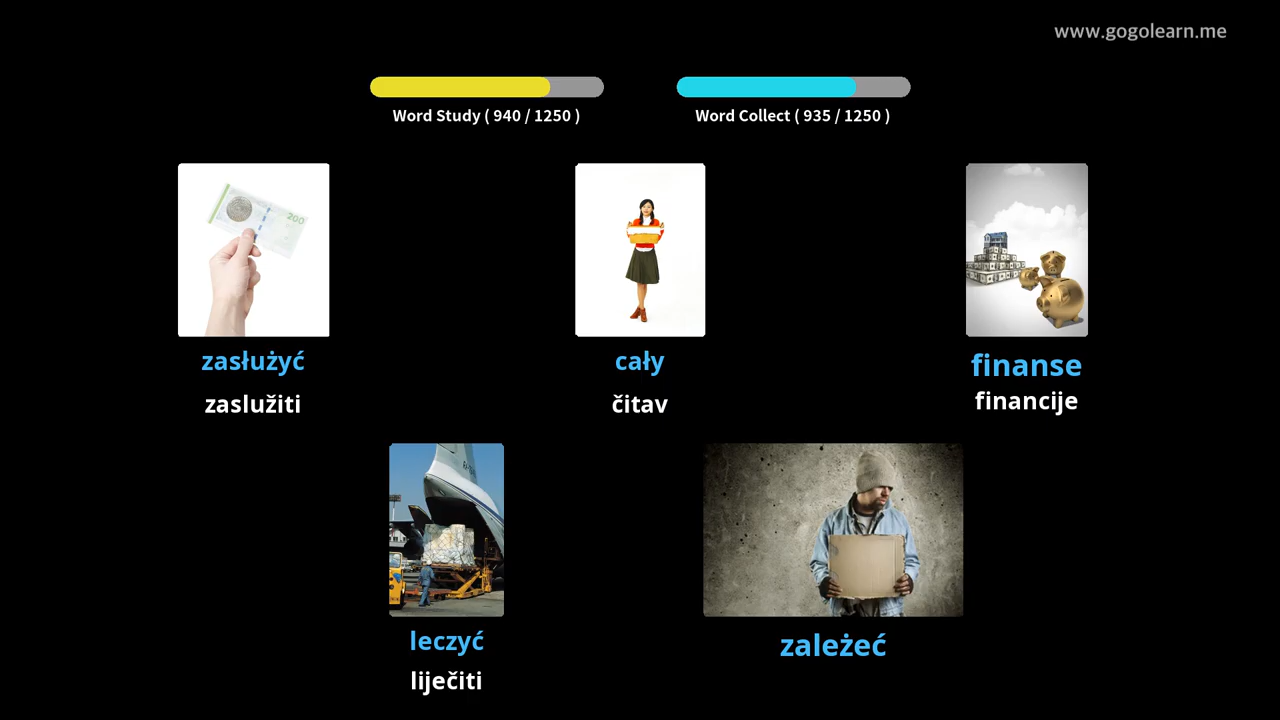 www.gogolearn.me
Word Study ( 940 / 1250 )
Word Collect ( 935 / 1250 )
200
zasłużyć
zaslužiti
cały
čitav
finanse
financije
leczyć
liječiti
zależeć